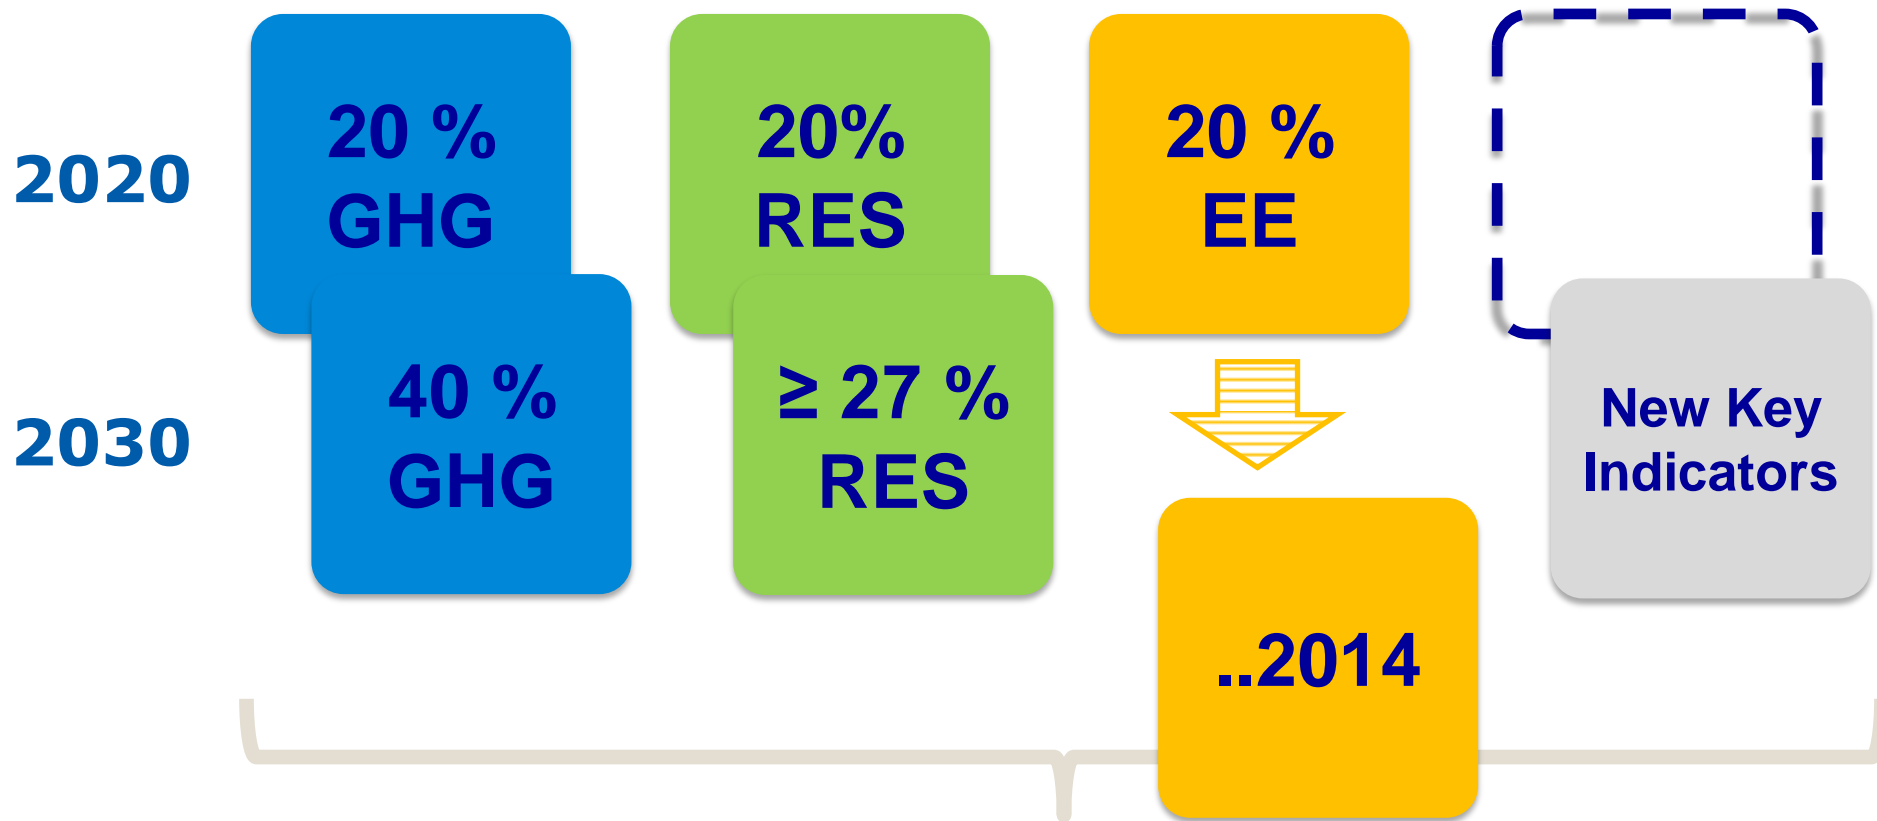 2020
20 %
GHG
20%
RES
20 %
EE
2030
40 %
GHG
≥ 27 %
RES
New Key
Indicators
..2014